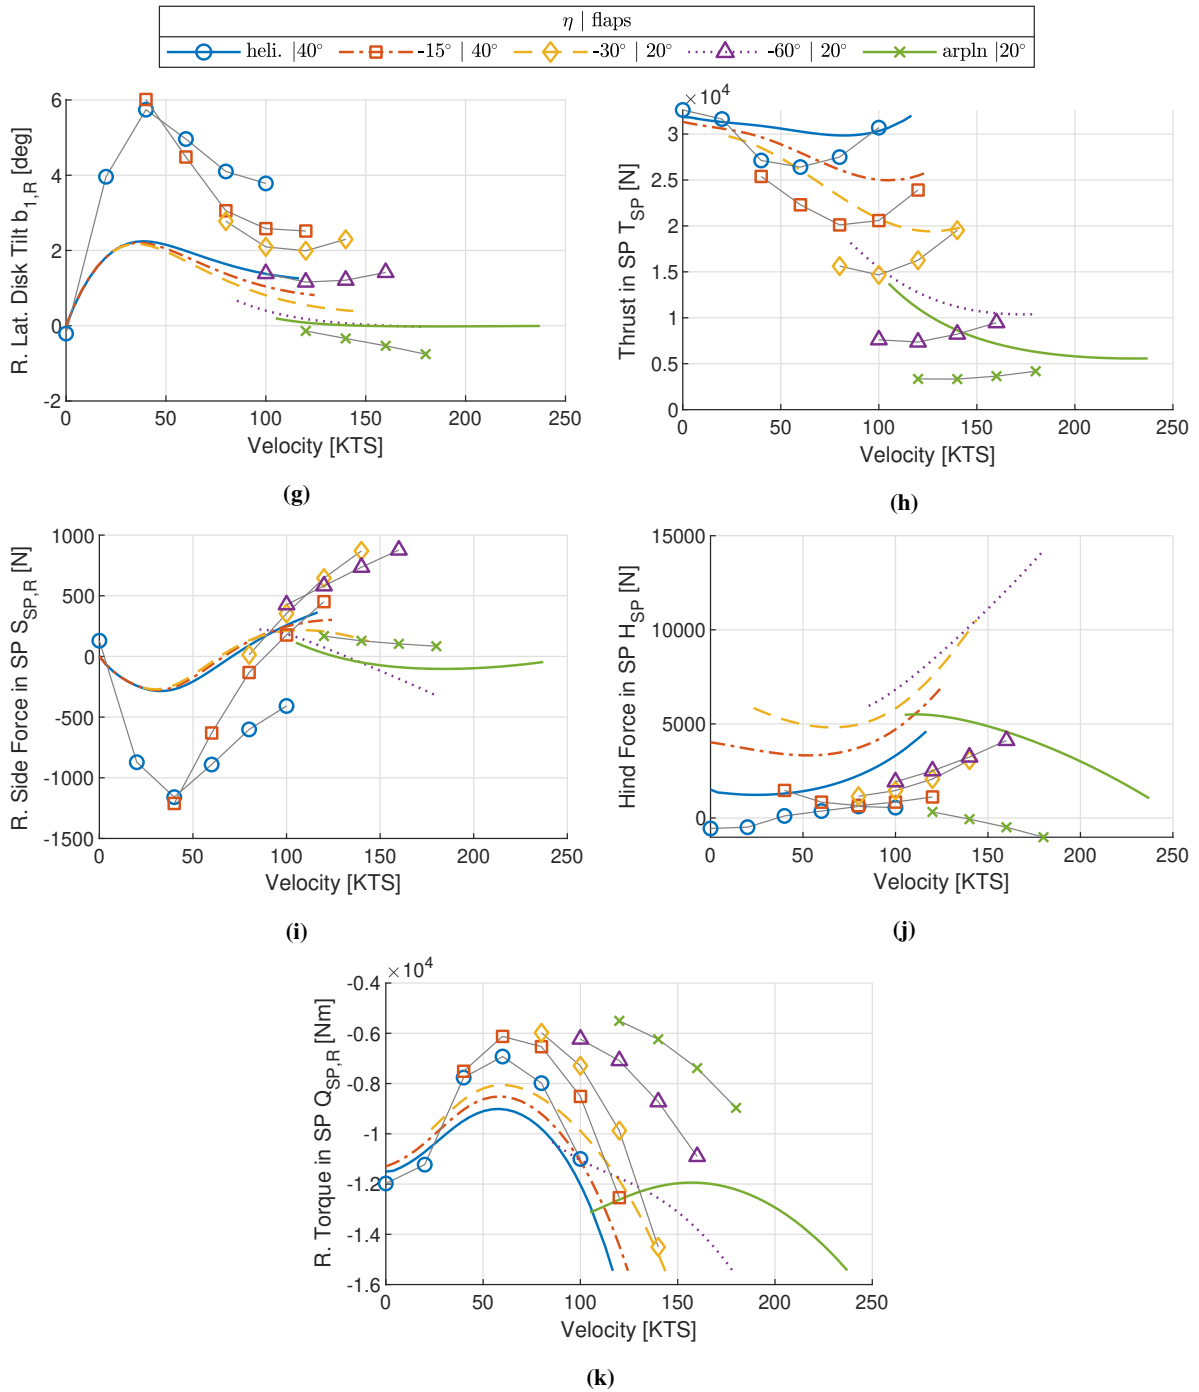 η | flaps
heli. |40° -15° | 40° -30° | 20° -60° | 20° arpln |20°
R. Lat. Disk Tilt b1,R [deg]
6
4
2
0
-2
0 50 100 150 200 250
Velocity [KTS]
(g)
×10^4
Thrust in SP TSP [N]
3
2.5
2
1.5
1
0.5
0
0 50 100 150 200 250
Velocity [KTS]
(h)
R. Side Force in SP SSP,R [N]
1000
500
0
-500
-1000
-1500
0 50 100 150 200 250
Velocity [KTS]
(i)
Hind Force in SP HSP [N]
15000
10000
5000
0
0 50 100 150 200 250
Velocity [KTS]
(j)
×10^4
R. Torque in SP QSP,R [Nm]
-0.4
-0.6
-0.8
-1
-1.2
-1.4
-1.6
0 50 100 150 200 250
Velocity [KTS]
(k)